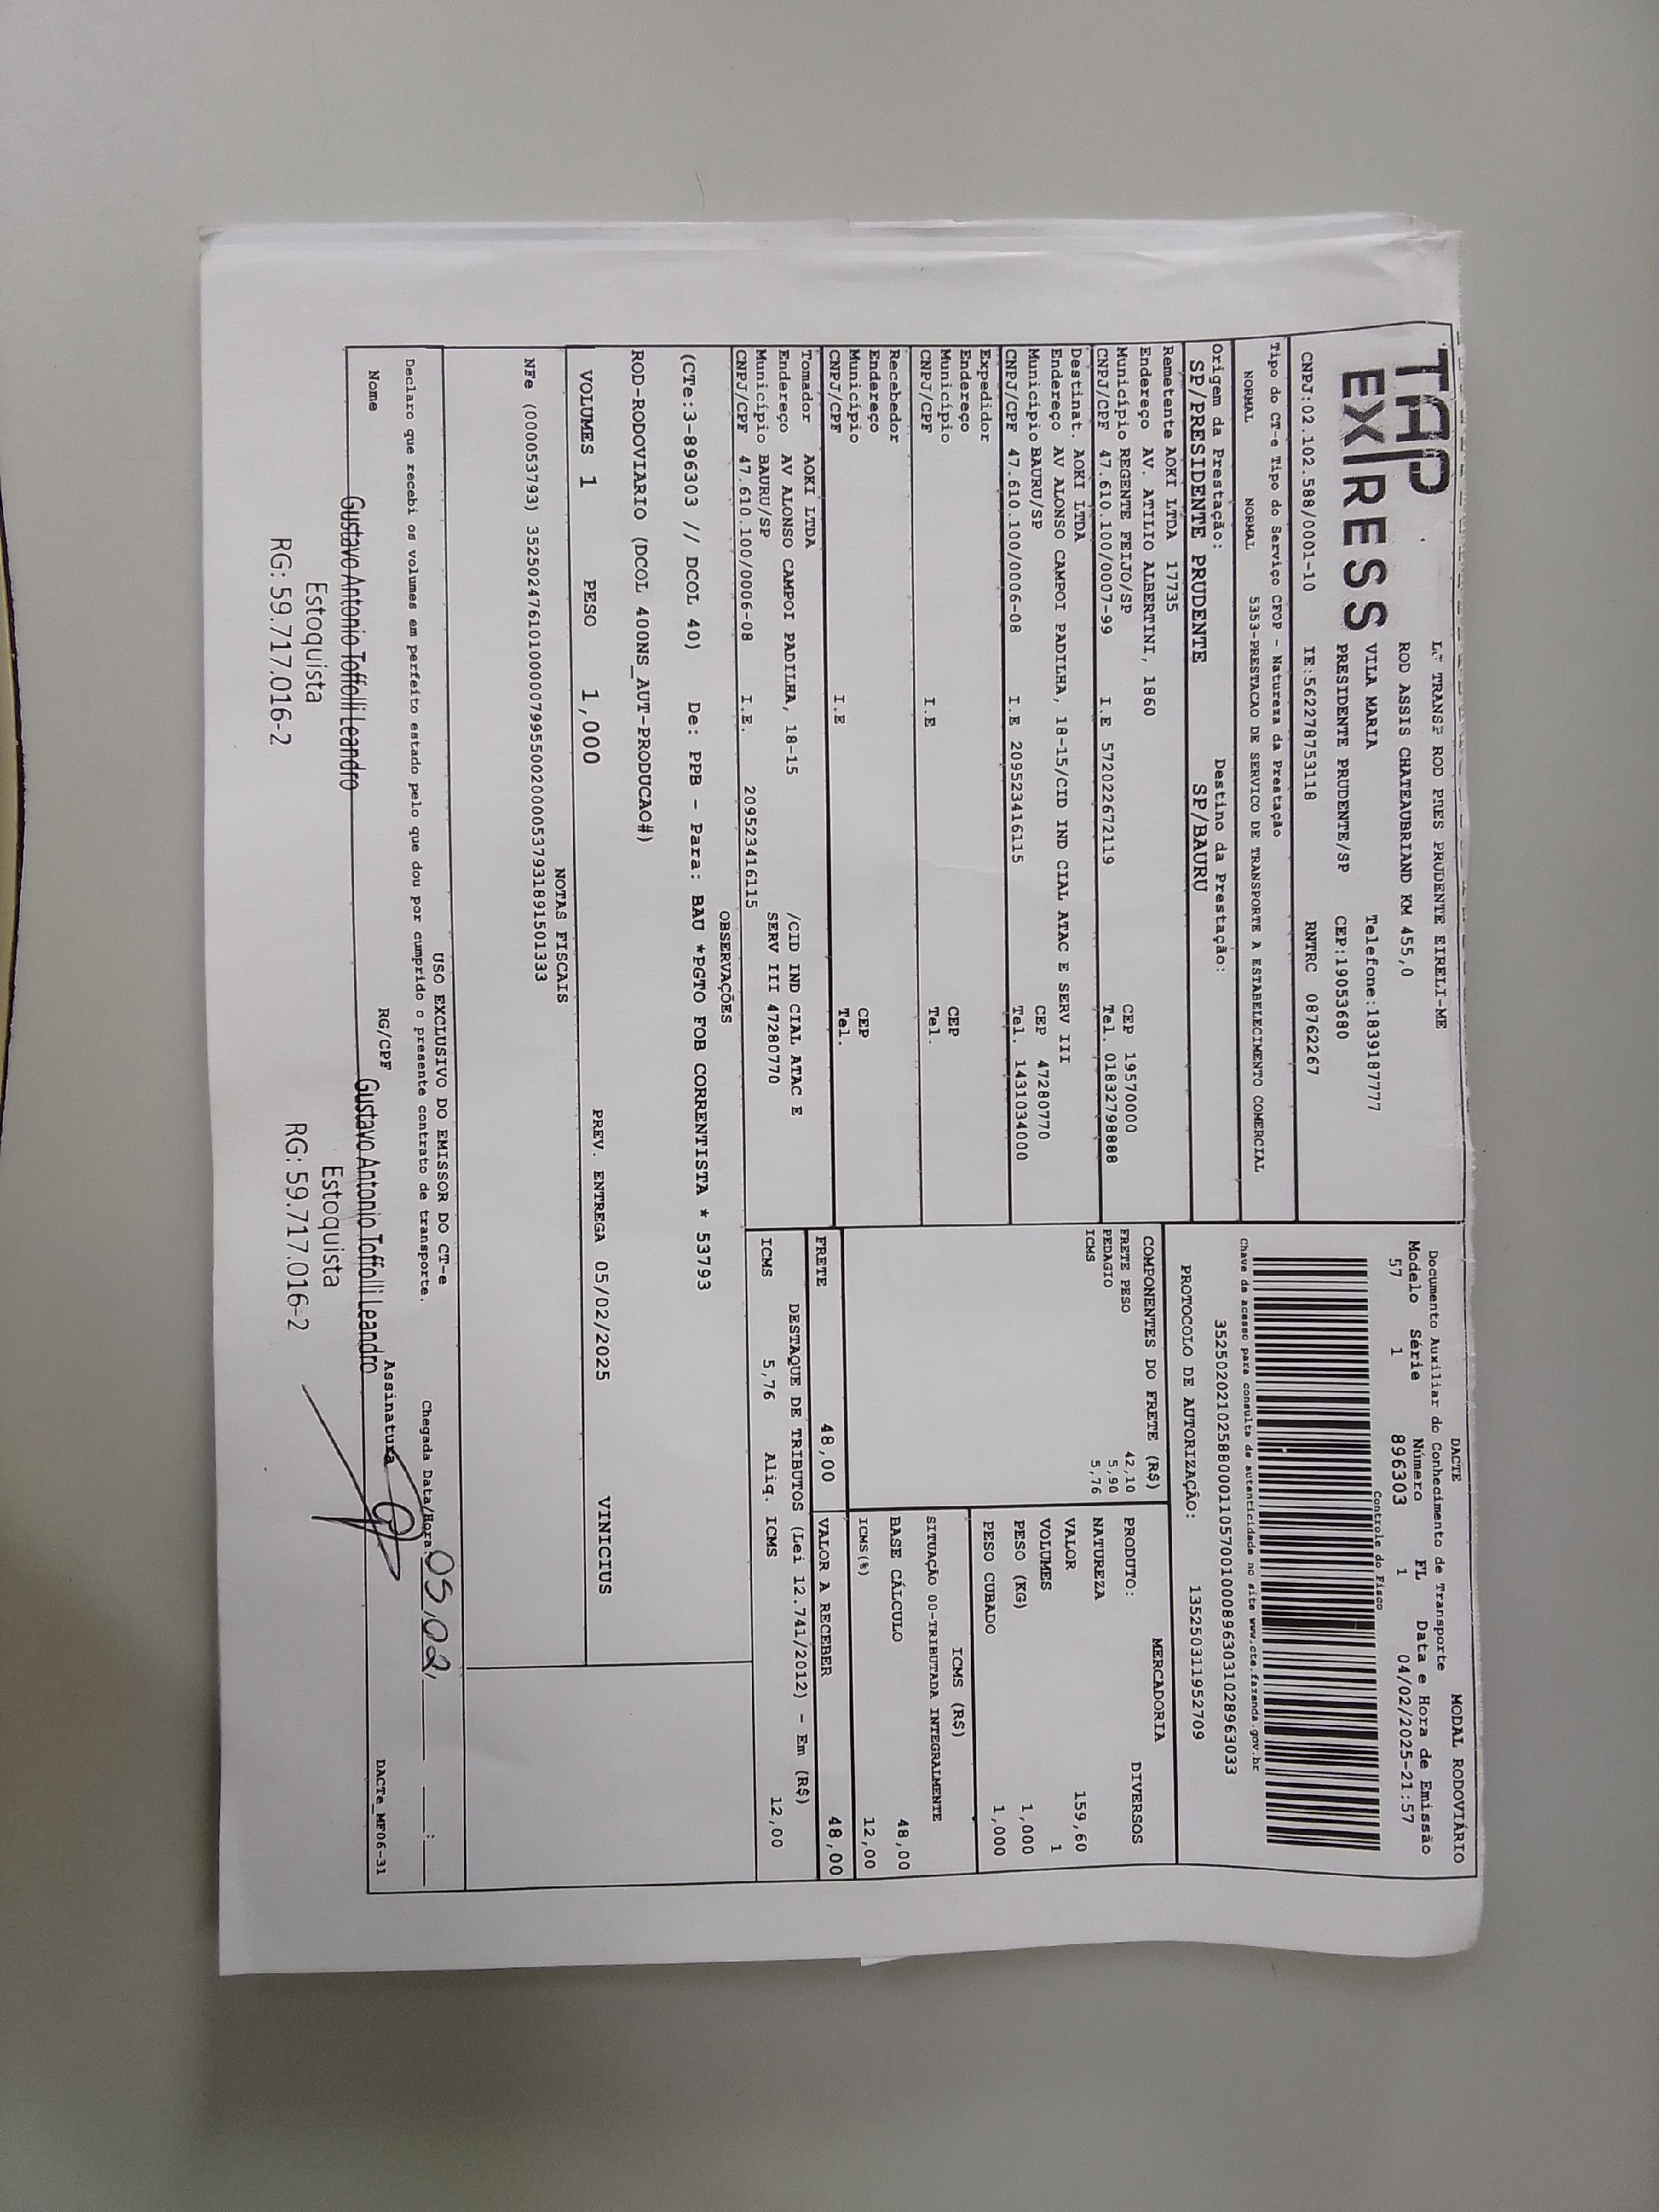 TAP
EXPRESS
LC TRANSP ROD PRES PRUDENTE EIRELI-ME
ROD ASSIS CHATEAUBRIAND KM 455,0
VILA MARIA Telefone:1839187777
PRESIDENTE PRUDENTE/SP CEP:19053680
CNPJ:02.102.588/0001-10 IE:562278753118 RNTRC 08762267
Tipo do CT-e Tipo do Serviço CFOP - Natureza da Prestação
NORMAL NORMAL 5353-PRESTACAO DE SERVICO DE TRANSPORTE A ESTABELECIMENTO COMERCIAL
Origem da Prestação: Destino da Prestação:
SP/PRESIDENTE PRUDENTE SP/BAURU
Remetente AOKI LTDA 17735
Endereço AV. ATILIO ALBERTINI, 1860
Município REGENTE FEIJO/SP CEP 19570000
CNPJ/CPF 47.610.100/0007-99 I.E 572022672119 Tel. 01832798888
Destinat. AOKI LTDA
Endereço AV ALONSO CAMPOI PADILHA, 18-15/CID IND CIAL ATAC E SERV III
Município BAURU/SP CEP 47280770
CNPJ/CPF 47.610.100/0006-08 I.E 209523416115 Tel. 1431034000
Expedidor
Endereço
Município CEP
CNPJ/CPF I.E Tel.
Recebedor
Endereço
Município CEP
CNPJ/CPF I.E Tel.
Tomador AOKI LTDA
Endereço AV ALONSO CAMPOI PADILHA, 18-15 /CID IND CIAL ATAC E
Município BAURU/SP SERV III 47280770
CNPJ/CPF 47.610.100/0006-08 I.E. 209523416115
DACTE MODAL RODOVIÁRIO
Documento Auxiliar do Conhecimento de Transporte
Modelo Série Número FL Data e Hora de Emissão
57 1 896303 1 04/02/2025-21:57
Controle do Fisco
Chave de acesso para consulta de autenticidade no site www.cte.fazenda.gov.br
35250202102588000110570010008963031028963033
PROTOCOLO DE AUTORIZAÇÃO: 135250311952709
COMPONENTES DO FRETE (R$)
FRETE PESO 42,10
PEDAGIO 5,90
ICMS 5,76
MERCADORIA
PRODUTO: DIVERSOS
NATUREZA
VALOR 159,60
VOLUMES 1
PESO (KG) 1,000
PESO CUBADO 1,000
ICMS (R$)
SITUAÇÃO 00-TRIBUTADA INTEGRALMENTE
BASE CÁLCULO 48,00
ICMS(%) 12,00
FRETE 48,00 VALOR A RECEBER 48,00
DESTAQUE DE TRIBUTOS (Lei 12.741/2012) - Em (R$)
ICMS 5,76 Aliq. ICMS 12,00
OBSERVAÇÕES
(CTe:3-896303 // DCOL 40) De: PPB - Para: BAU *PGTO FOB CORRENTISTA * 53793
ROD-RODOVIARIO (DCOL 400NS_AUT-PRODUCAO#)
VOLUMES 1 PESO 1,000 PREV. ENTREGA 05/02/2025 VINICIUS
NOTAS FISCAIS
NFe (000053793) 35250247610100000799550020000537931891501333
USO EXCLUSIVO DO EMISSOR DO CT-e
Declaro que recebi os volumes em perfeito estado pelo que dou por cumprido o presente contrato de transporte. Chegada Data/Hora: 05,02, :
Nome RG/CPF Assinatura DACTe_MF06-31
Gustavo Antonio Toffolli Leandro Gustavo Antonio Toffolli Leandro
Estoquista Estoquista
RG: 59.717.016-2 RG: 59.717.016-2